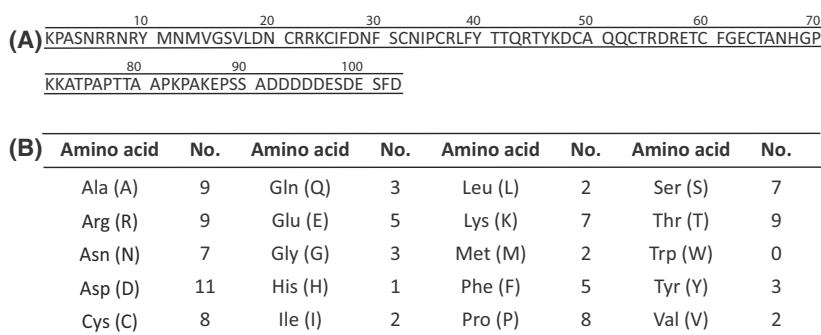 10 20 30 31 50 60 70
(A) KPASNRRNRY MNMVGSVLDN CRRKCIFDNF SCNIPCRLFY TTQRTYKDCA QQCTRDRETC FGECTANHGP
80 90 100
KKATPAPTTA APKPAKEPSS ADDDDDESDE SFD
(B) Amino acid No. Amino acid No. Amino acid No. Amino acid No.
Ala (A) 9 Gln (Q) 3 Leu (L) 2 Ser (S) 7
Arg (R) 9 Glu (E) 5 Lys (K) 7 Thr (T) 9
Asn (N) 7 Gly (G) 3 Met (M) 2 Trp (W) 0
Asp (D) 11 His (H) 1 Phe (F) 5 Tyr (Y) 3
Cys (C) 8 Ile (I) 2 Pro (P) 8 Val (V) 2